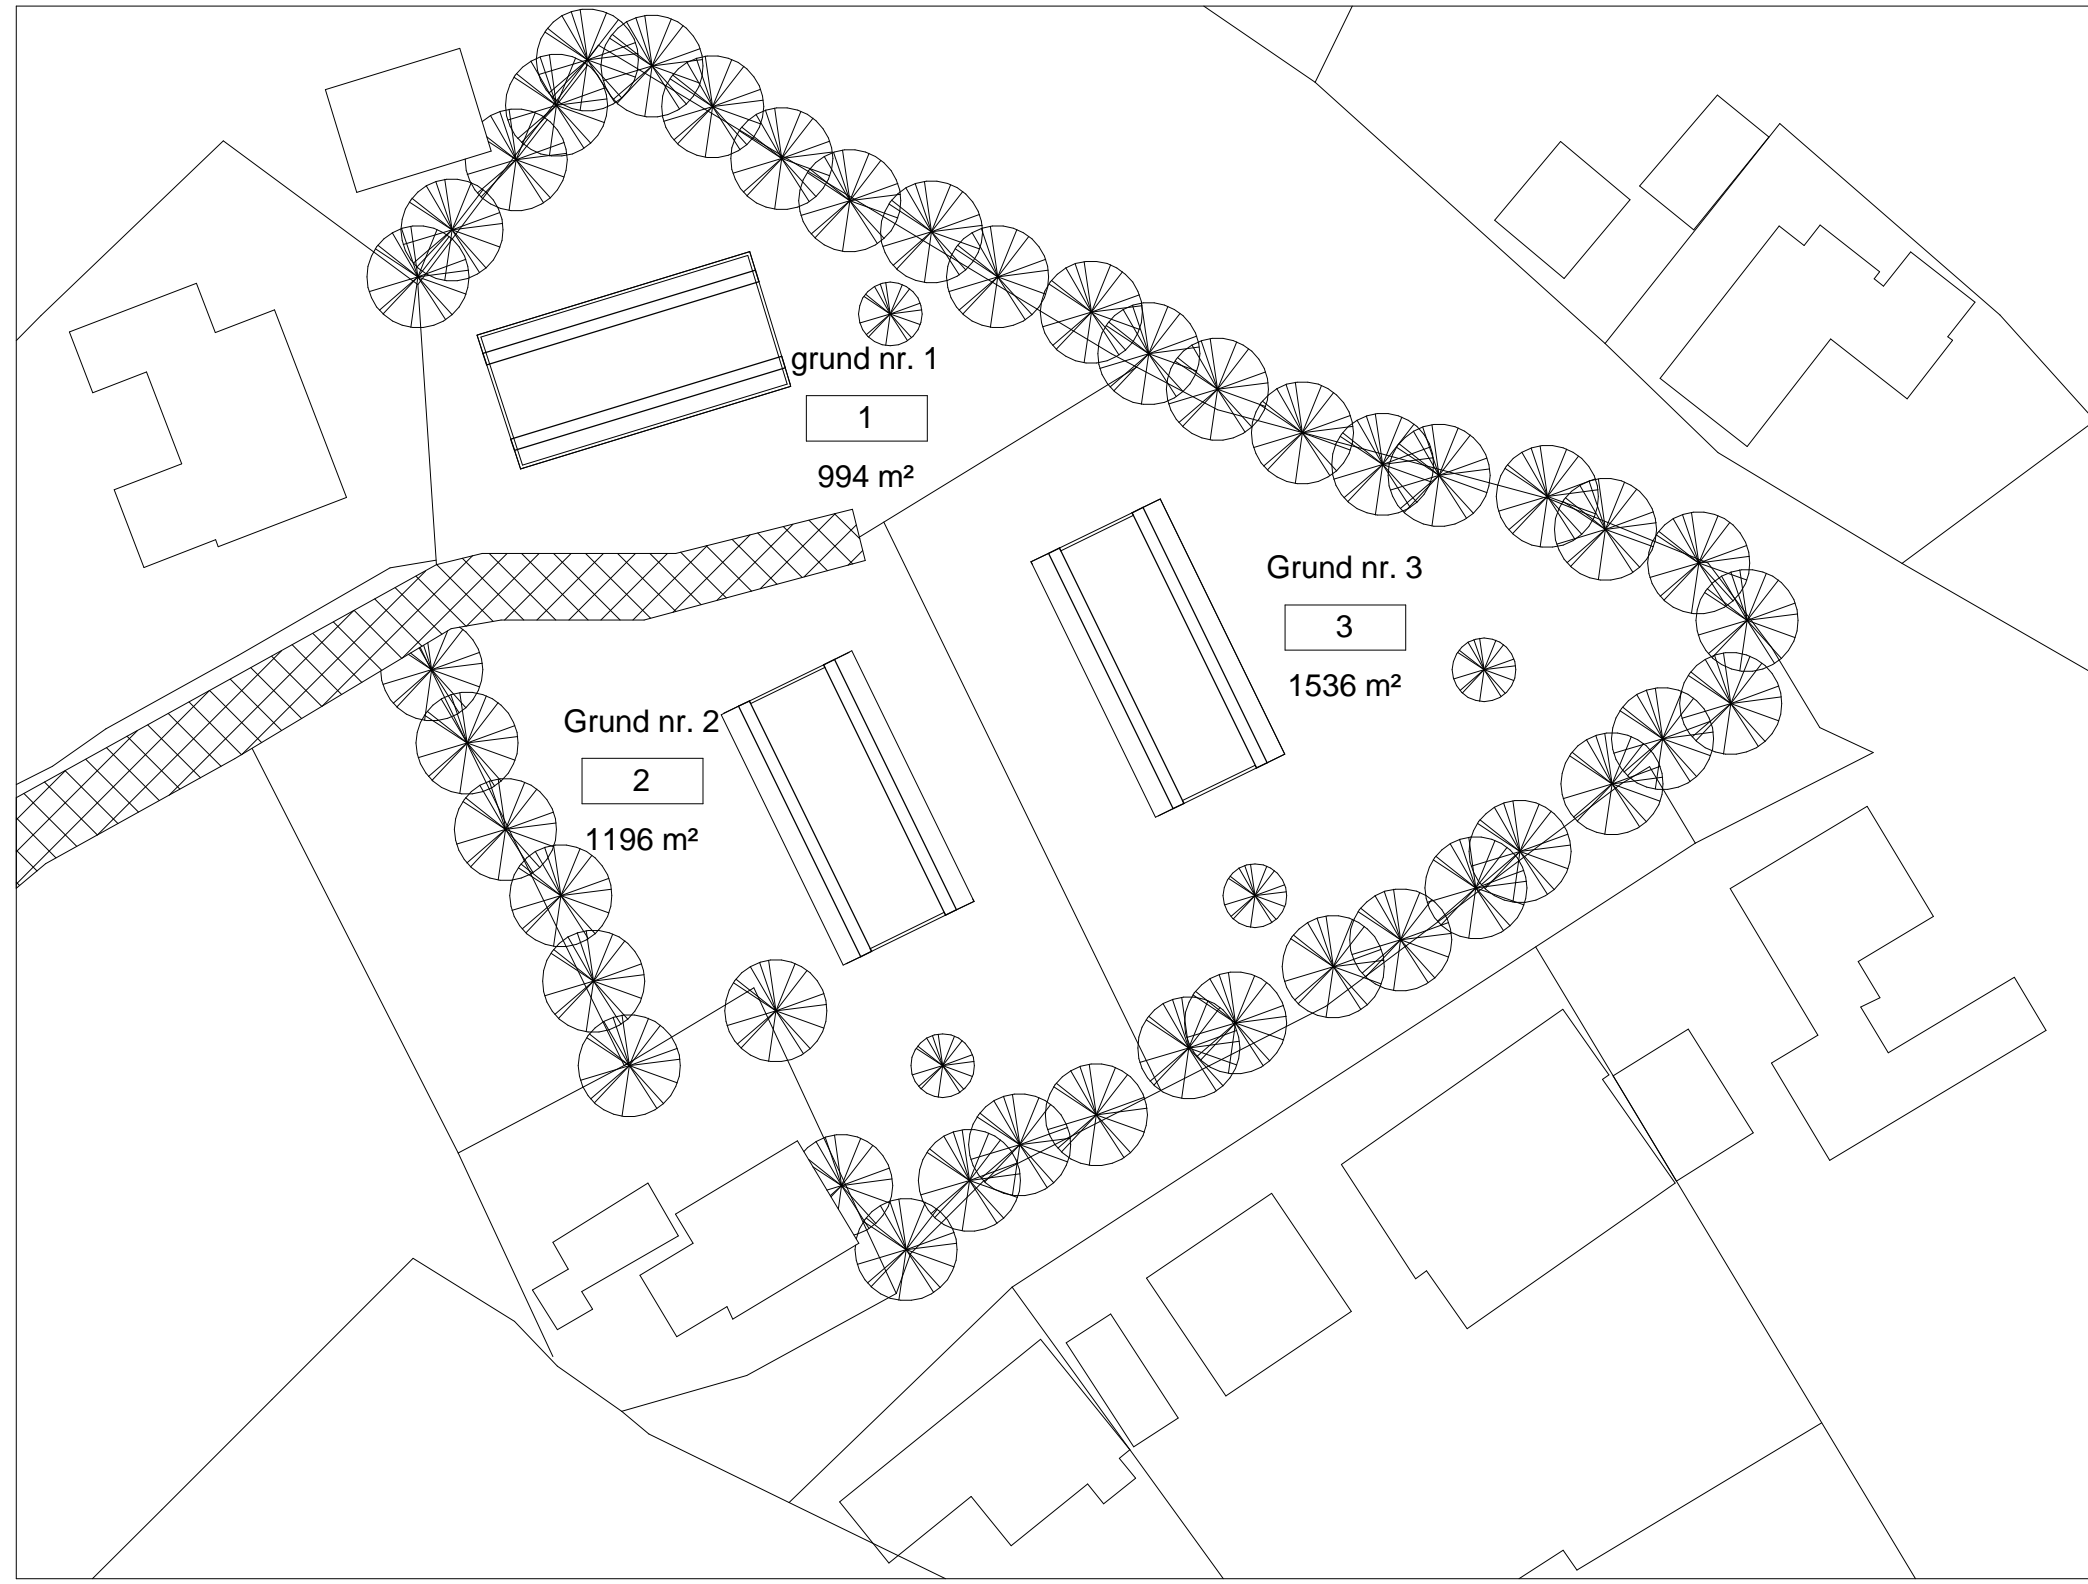 grund nr. 1
1
994 m²
Grund nr. 3
3
1536 m²
Grund nr. 2
2
1196 m²